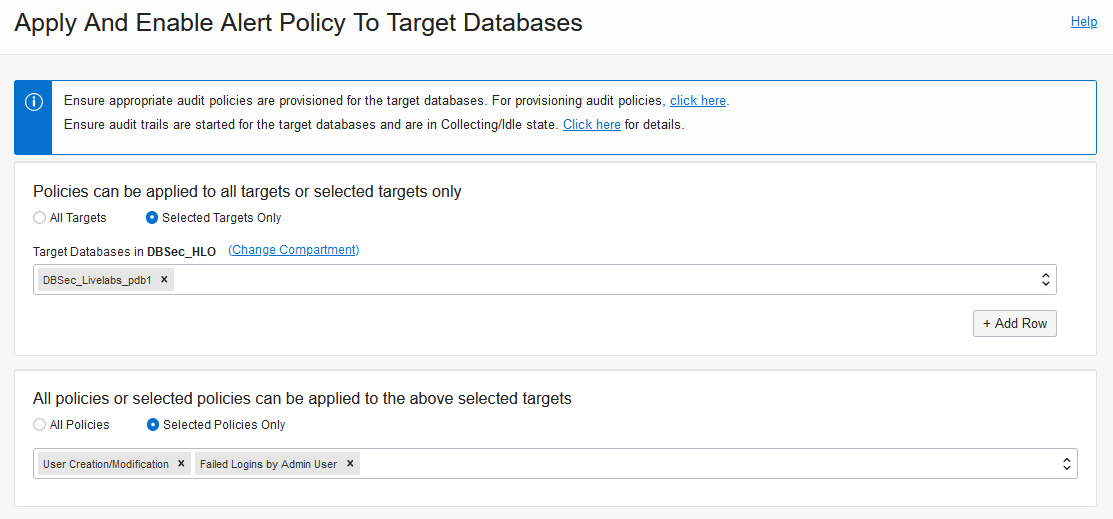 Apply And Enable Alert Policy To Target Databases
Help
Ensure appropriate audit policies are provisioned for the target databases. For provisioning audit policies, click here.
Ensure audit trails are started for the target databases and are in Collecting/Idle state. Click here for details.
Policies can be applied to all targets or selected targets only
All Targets Selected Targets Only
Target Databases in DBSec_HLO (Change Compartment)
DBSec_Livelabs_pdb1 ×
+ Add Row
All policies or selected policies can be applied to the above selected targets
All Policies Selected Policies Only
User Creation/Modification × Failed Logins by Admin User ×